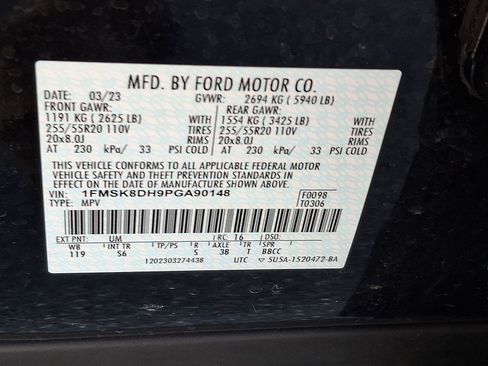 MFD. BY FORD MOTOR CO.
DATE: 03/23 GVWR: 2694 KG ( 5940 LB)
FRONT GAWR: REAR GAWR:
1191 KG ( 2625 LB) WITH 1554 KG ( 3425 LB) WITH
255/55R20 110V TIRES 255/55R20 110V TIRES
20x8.0J RIMS 20x8.0J RIMS
AT 230 kPa/ 33 PSI COLD AT 230 kPa/ 33 PSI COLD
THIS VEHICLE CONFORMS TO ALL APPLICABLE FEDERAL MOTOR
VEHICLE SAFETY AND THEFT PREVENTION STANDARDS IN EFFECT
ON THE DATE OF MANUFACTURE SHOWN ABOVE.
VIN: 1FMSK8DH9PGA90148 F0098
TYPE: MPV T0306
EXT PNT: UM RC: 16 DSO:
WB INT TR TP/PS R AXLE TR SPR
119 S6 S 3B T BBCC
1202303274438 UTC 5USA-1520472-BA